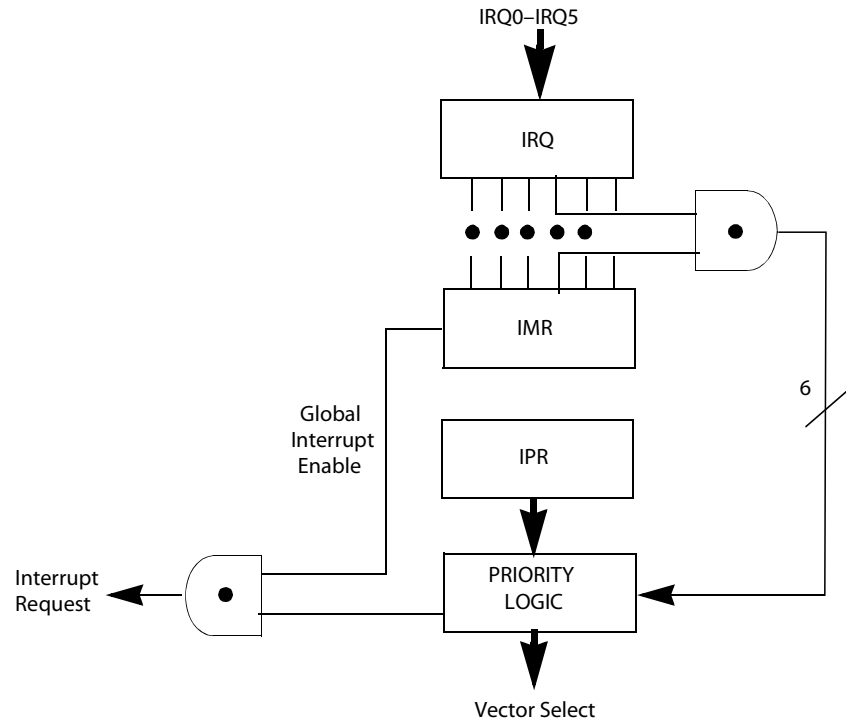 IRQ0–IRQ5
IRQ
IMR
6
Global
Interrupt
Enable
IPR
Interrupt
Request
PRIORITY
LOGIC
Vector Select